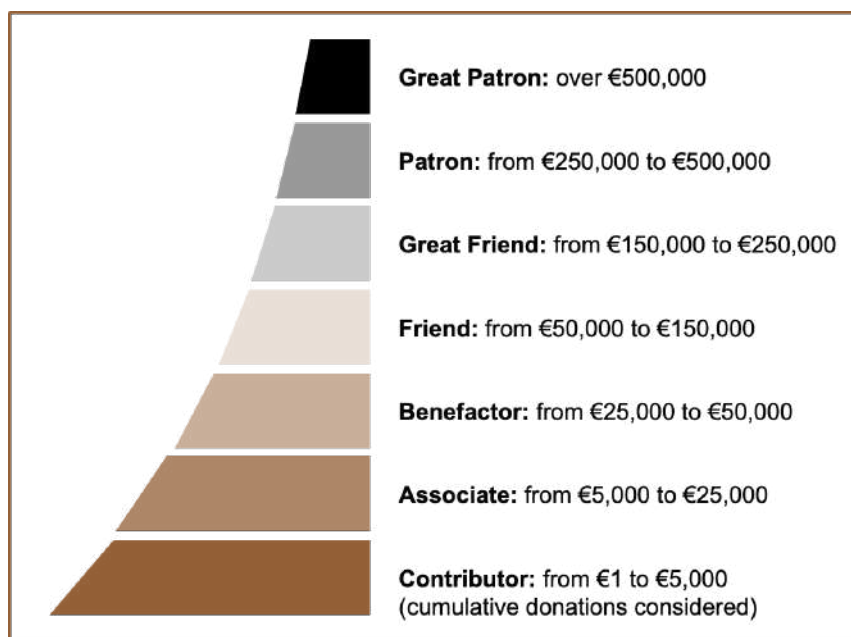 Great Patron: over €500,000
Patron: from €250,000 to €500,000
Great Friend: from €150,000 to €250,000
Friend: from €50,000 to €150,000
Benefactor: from €25,000 to €50,000
Associate: from €5,000 to €25,000
Contributor: from €1 to €5,000
(cumulative donations considered)